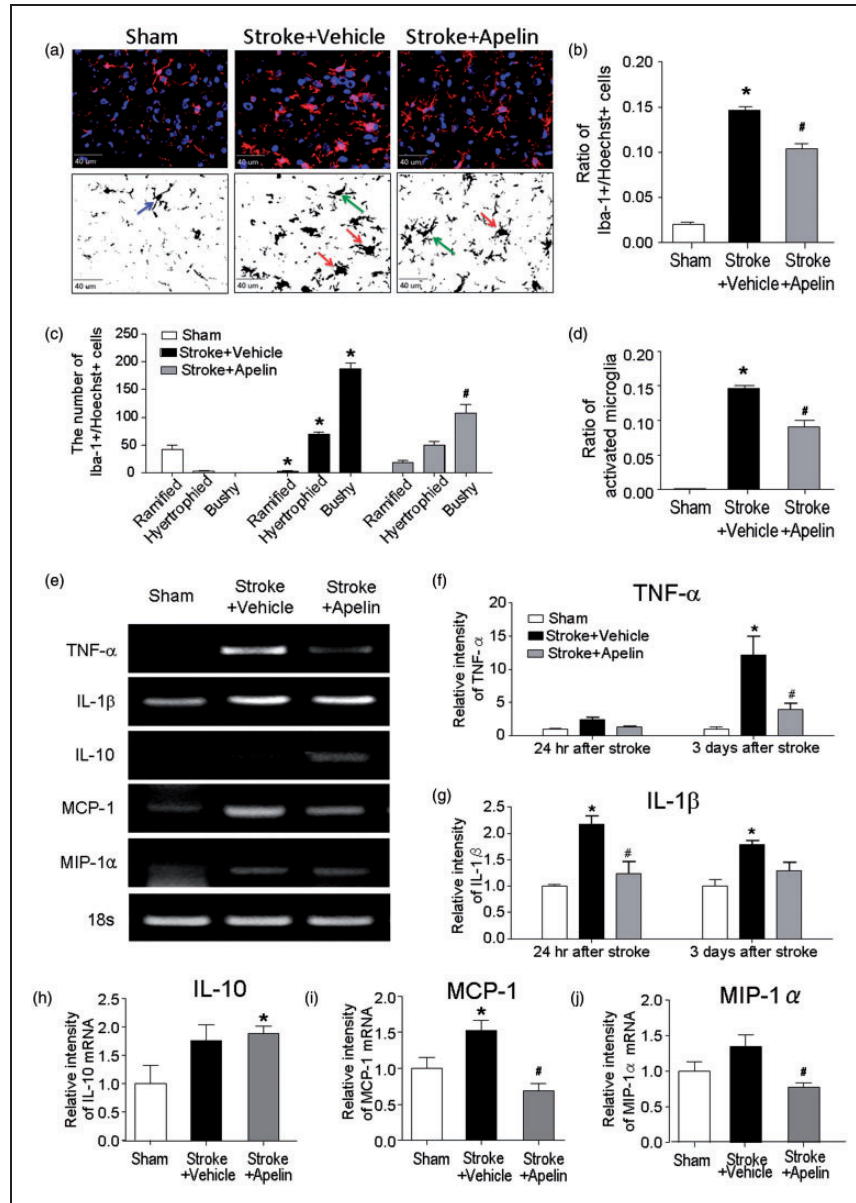 (a)
Sham
Stroke+Vehicle
Stroke+Apelin
40 um
40 um
40 um
40 um
40 um
40 um
(b)
Ratio of
Iba-1+/Hoechst+ cells
0.20
0.15
0.10
0.05
0.00
*
#
Sham
Stroke
+Vehicle
Stroke
+Apelin
(c)
The number of
Iba-1+/Hoechst+ cells
250
200
150
100
50
0
Sham
Stroke+Vehicle
Stroke+Apelin
*
*
*
#
Ramified
Hyertrophied
Bushy
Ramified
Hyertrophied
Bushy
Ramified
Hyertrophied
Bushy
(d)
Ratio of
activated microglia
0.20
0.15
0.10
0.05
0.00
*
#
Sham
Stroke
+Vehicle
Stroke
+Apelin
(e)
Sham
Stroke
+Vehicle
Stroke
+Apelin
TNF-α
IL-1β
IL-10
MCP-1
MIP-1α
18s
(f)
TNF-α
Relative intensity
of TNF-α
20
15
10
5
0
Sham
Stroke+Vehicle
Stroke+Apelin
*
#
24 hr after stroke
3 days after stroke
(g)
IL-1β
Relative intensity
of IL-1β
2.5
2.0
1.5
1.0
0.5
0.0
*
#
*
24 hr after stroke
3 days after stroke
(h)
IL-10
Relative intensity
of IL-10 mRNA
2.5
2.0
1.5
1.0
0.5
0.0
*
Sham
Stroke
+Vehicle
Stroke
+Apelin
(i)
MCP-1
Relative intensity
of MCP-1 mRNA
2.0
1.5
1.0
0.5
0.0
*
#
Sham
Stroke
+Vehicle
Stroke
+Apelin
(j)
MIP-1 α
Relative intensity
of MIP-1α mRNA
2.0
1.5
1.0
0.5
0.0
#
Sham
Stroke
+Vehicle
Stroke
+Apelin